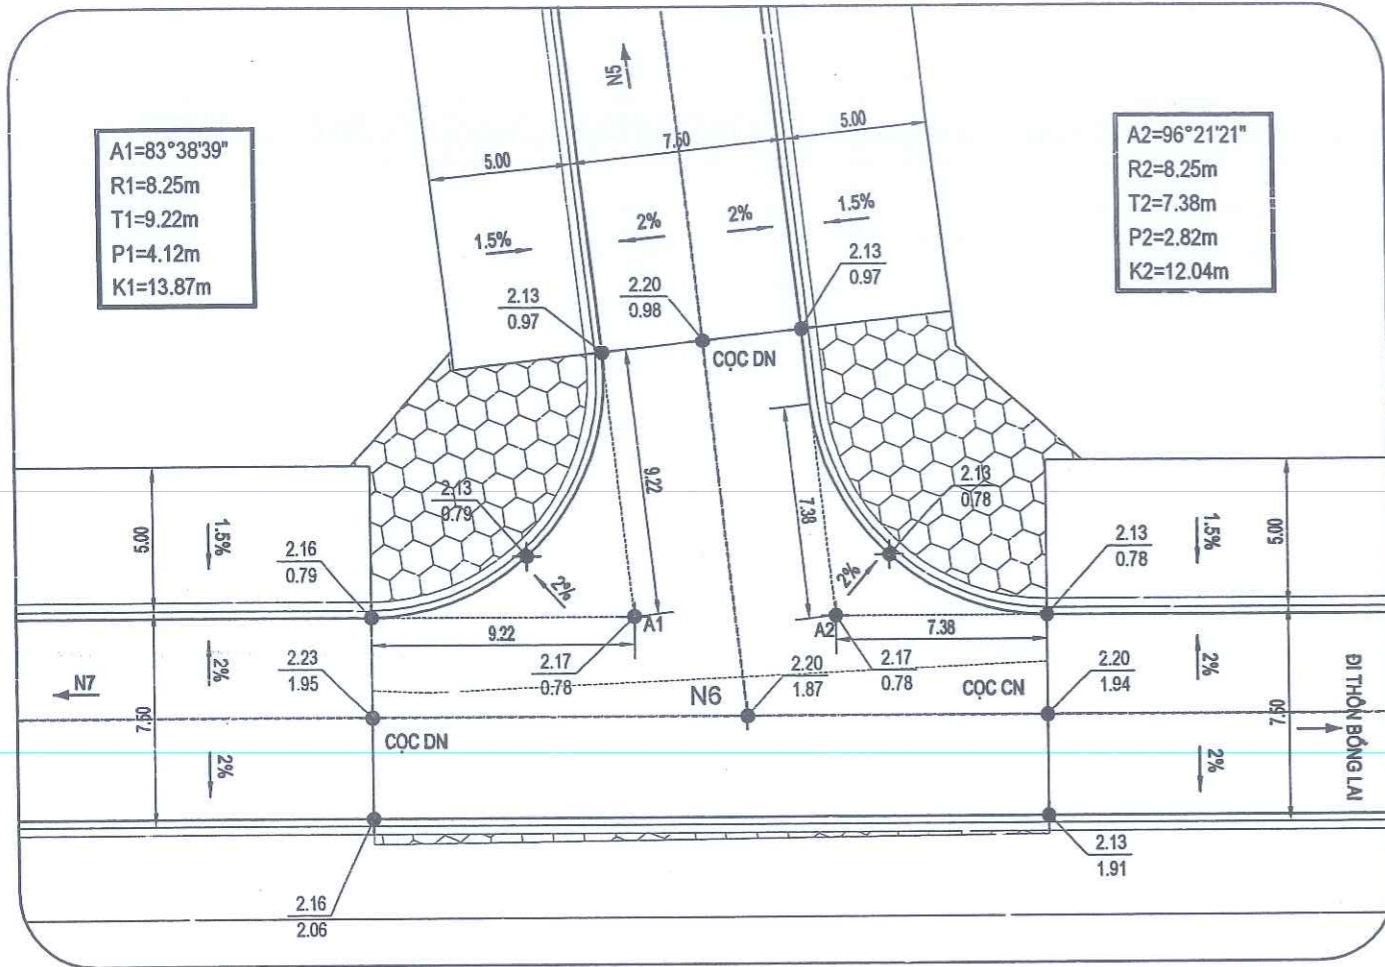 N5
A1=83°38'39"
R1=8.25m
T1=9.22m
P1=4.12m
K1=13.87m
A2=96°21'21"
R2=8.25m
T2=7.38m
P2=2.82m
K2=12.04m
5.00
7.50
5.00
1.5%
2%
2%
1.5%
2.13
0.97
2.20
0.98
2.13
0.97
CỌC DN
9.22
7.38
2.13
0.79
2.13
0.78
5.00
1.5%
2.16
0.79
2%
2%
2.13
0.78
1.5%
5.00
A1
A2
9.22
7.38
2.17
0.78
2.17
0.78
N7
2%
2.23
1.95
N6
2.20
1.87
CỌC CN
2.20
1.94
2%
7.50
CỌC DN
7.50
2%
2%
ĐI THÔN BỒNG LAI
2.16
2.06
2.13
1.91